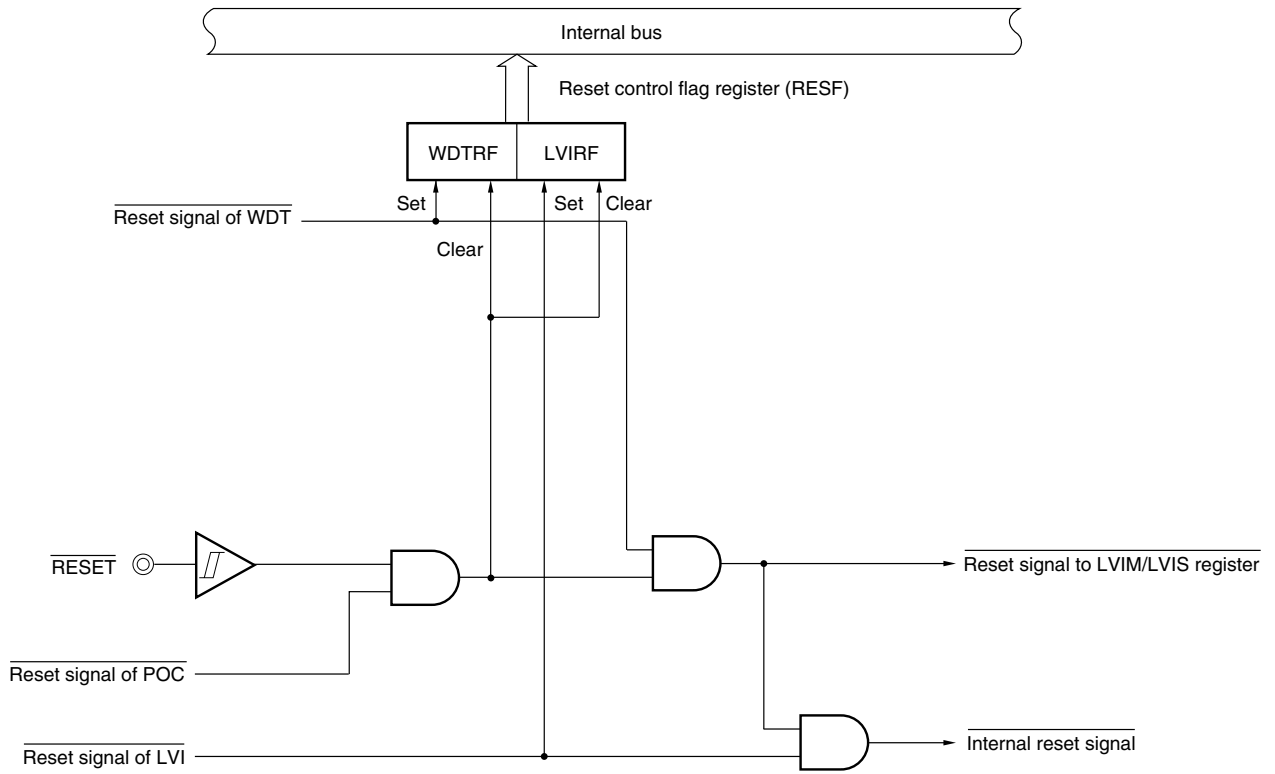 Internal bus
Reset control flag register (RESF)
WDTRF
LVIRF
Set
Set
Clear
Reset signal of WDT
Clear
RESET
Reset signal to LVIM/LVIS register
Reset signal of POC
Internal reset signal
Reset signal of LVI